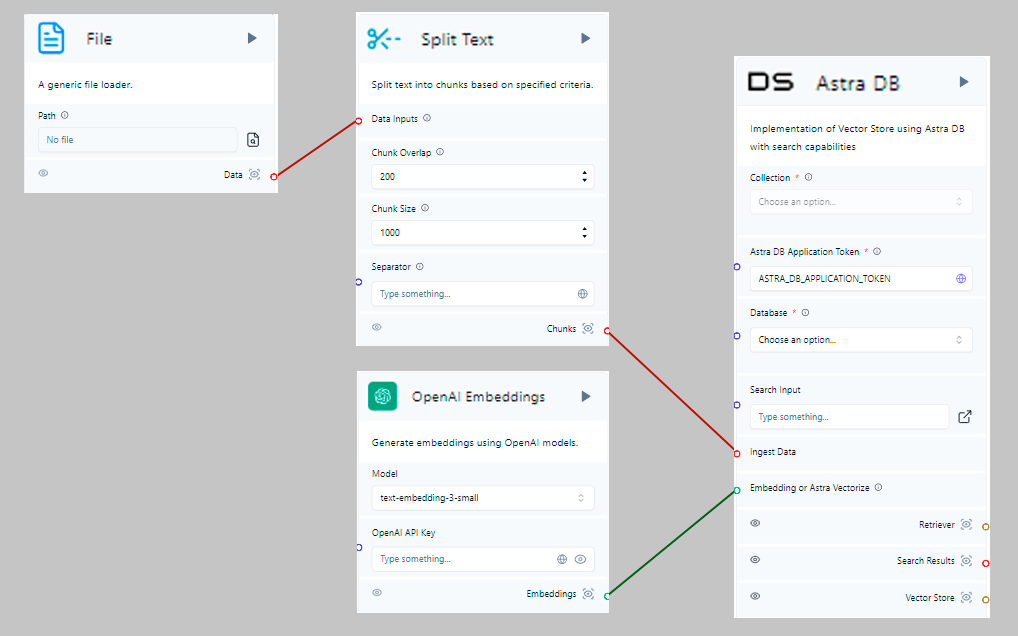 File
A generic file loader.
Path
No file
Data
Split Text
Split text into chunks based on specified criteria.
Data Inputs
Chunk Overlap
200
Chunk Size
1000
Separator
Type something...
Chunks
OpenAI Embeddings
Generate embeddings using OpenAI models.
Model
text-embedding-3-small
OpenAI API Key
Type something...
Embeddings
DS Astra DB
Implementation of Vector Store using Astra DB
with search capabilities
Collection *
Choose an option...
Astra DB Application Token *
ASTRA_DB_APPLICATION_TOKEN
Database *
Choose an option...
Search Input
Type something...
Ingest Data
Embedding or Astra Vectorize
Retriever
Search Results
Vector Store